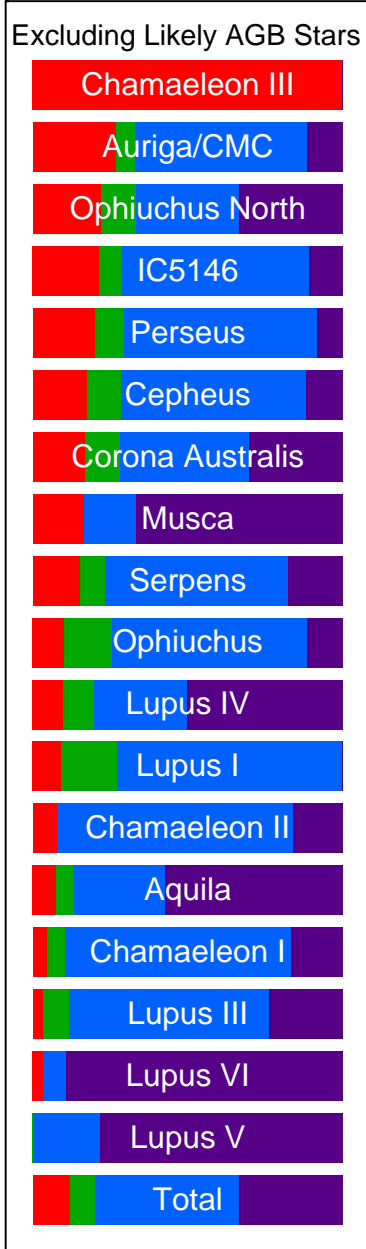 Excluding Likely AGB Stars
Chamaeleon III
Auriga/CMC
Ophiuchus North
IC5146
Perseus
Cepheus
Corona Australis
Musca
Serpens
Ophiuchus
Lupus IV
Lupus I
Chamaeleon II
Aquila
Chamaeleon I
Lupus III
Lupus VI
Lupus V
Total